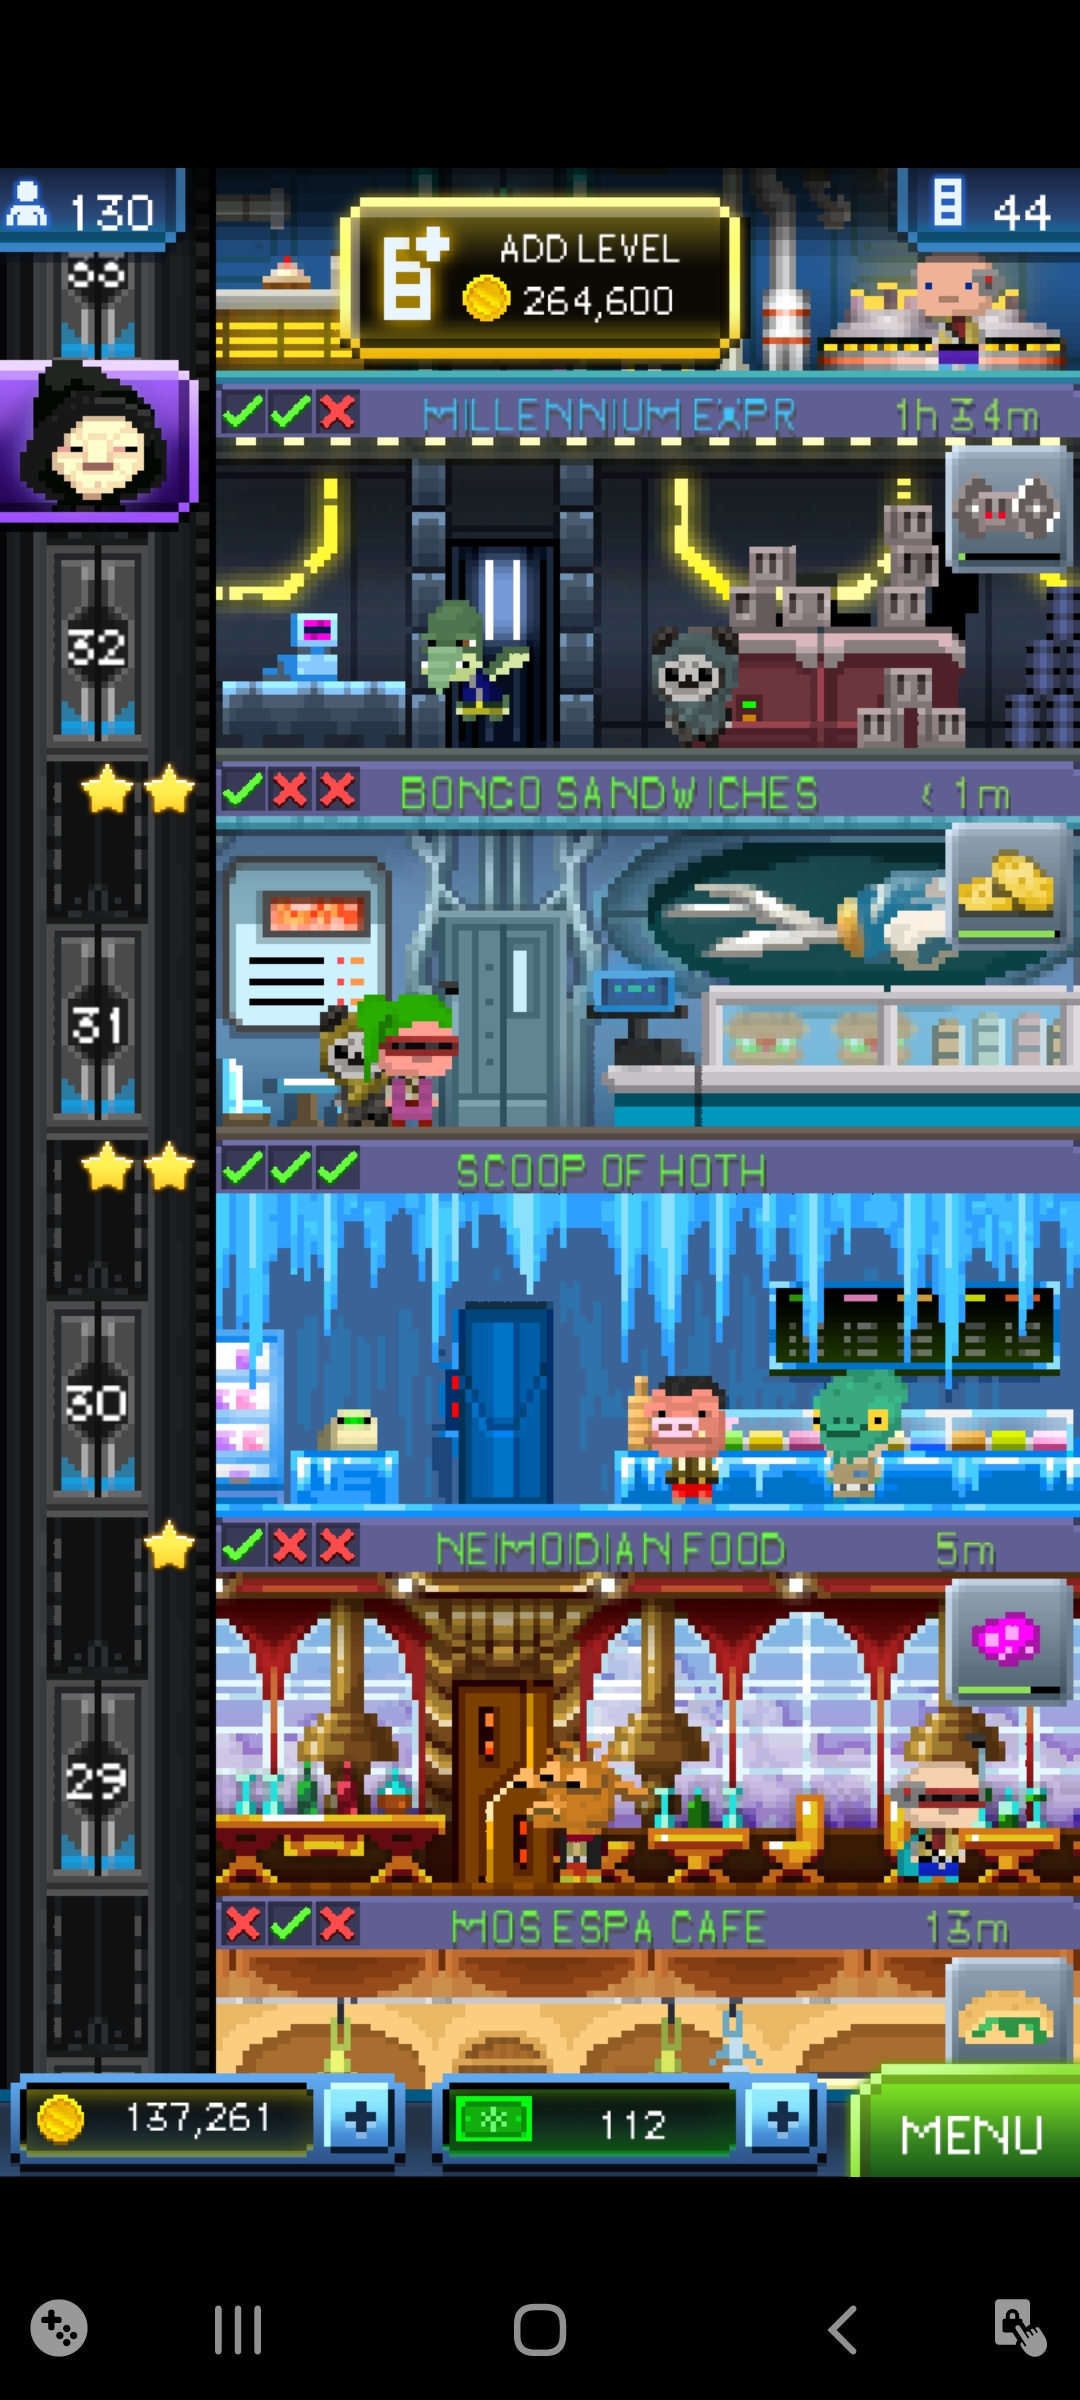 130
ADD LEVEL
264,600
44
33
MILLENNIUM EXPR 1h 34m
32
BONGO SANDWICHES < 1m
31
SCOOP OF HOTH
30
NEIMOIDIAN FOOD 5m
29
MOS ESPA CAFE 13m
137,261
112
MENU